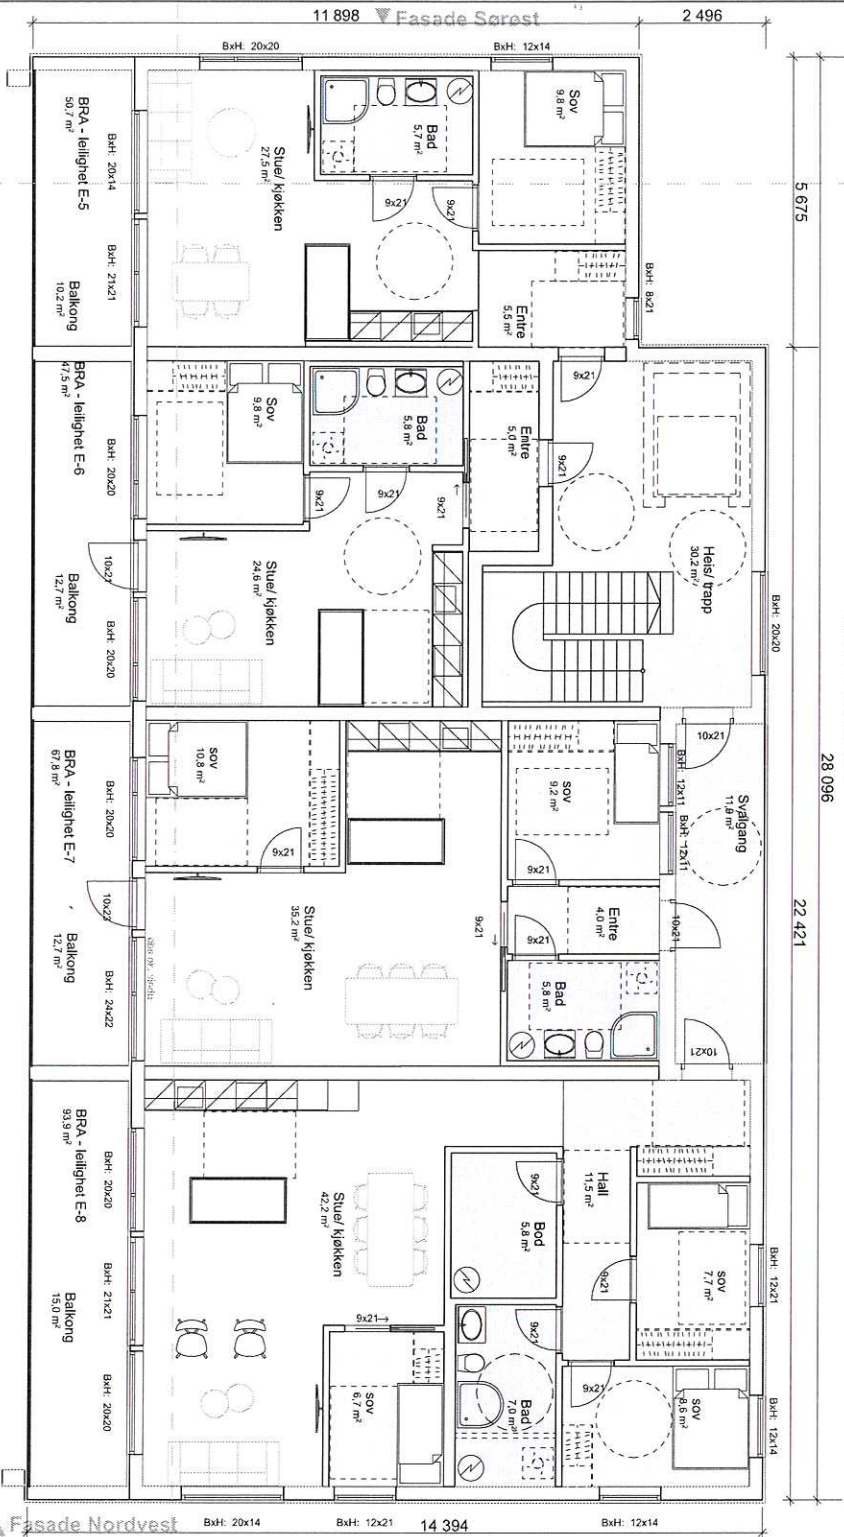 11 898
Fasade Sørøst
2 496
BxH: 20x20
BxH: 12x14
5 675
28 096
22 421
BRA - leilighet E-5
50,7 m²
BxH: 20x14
BxH: 21x21
Balkong
10,2 m²
Stue/ kjøkken
27,5 m²
Bad
5,7 m²
9x21
9x21
Sov
9,8 m²
Entre
5,5 m²
BxH: 8x21
BRA - leilighet E-6
47,5 m²
BxH: 20x20
Balkong
12,7 m²
10x21
BxH: 20x20
Sov
9,8 m²
Bad
5,8 m²
9x21
9x21
9x21
Stue/ kjøkken
24,6 m²
Entre
5,0 m²
9x21
9x21
Heis/ trapp
30,2 m²
BxH: 20x20
10x21
Svalgang
11,9 m²
BxH: 12x11
BxH: 12x11
10x21
10x21
BRA - leilighet E-7
67,8 m²
BxH: 20x20
Balkong
12,7 m²
10x23
BxH: 24x22
sov
10,8 m²
9x21
Stue/ kjøkken
35,2 m²
9x21
sov
9,2 m²
9x21
Entre
4,0 m²
9x21
Bad
5,8 m²
BRA - leilighet E-8
93,9 m²
BxH: 20x20
BxH: 21x21
Balkong
15,0 m²
BxH: 20x20
Stue/ kjøkken
42,2 m²
9x21
Bod
5,8 m²
9x21
Hall
11,5 m²
9x21
sov
7,7 m²
BxH: 12x21
sov
6,7 m²
Bad
7,0 m²
9x21
9x21
sov
8,6 m²
BxH: 12x14
Fasade Nordvest
BxH: 20x14
BxH: 12x21
14 394
BxH: 12x14